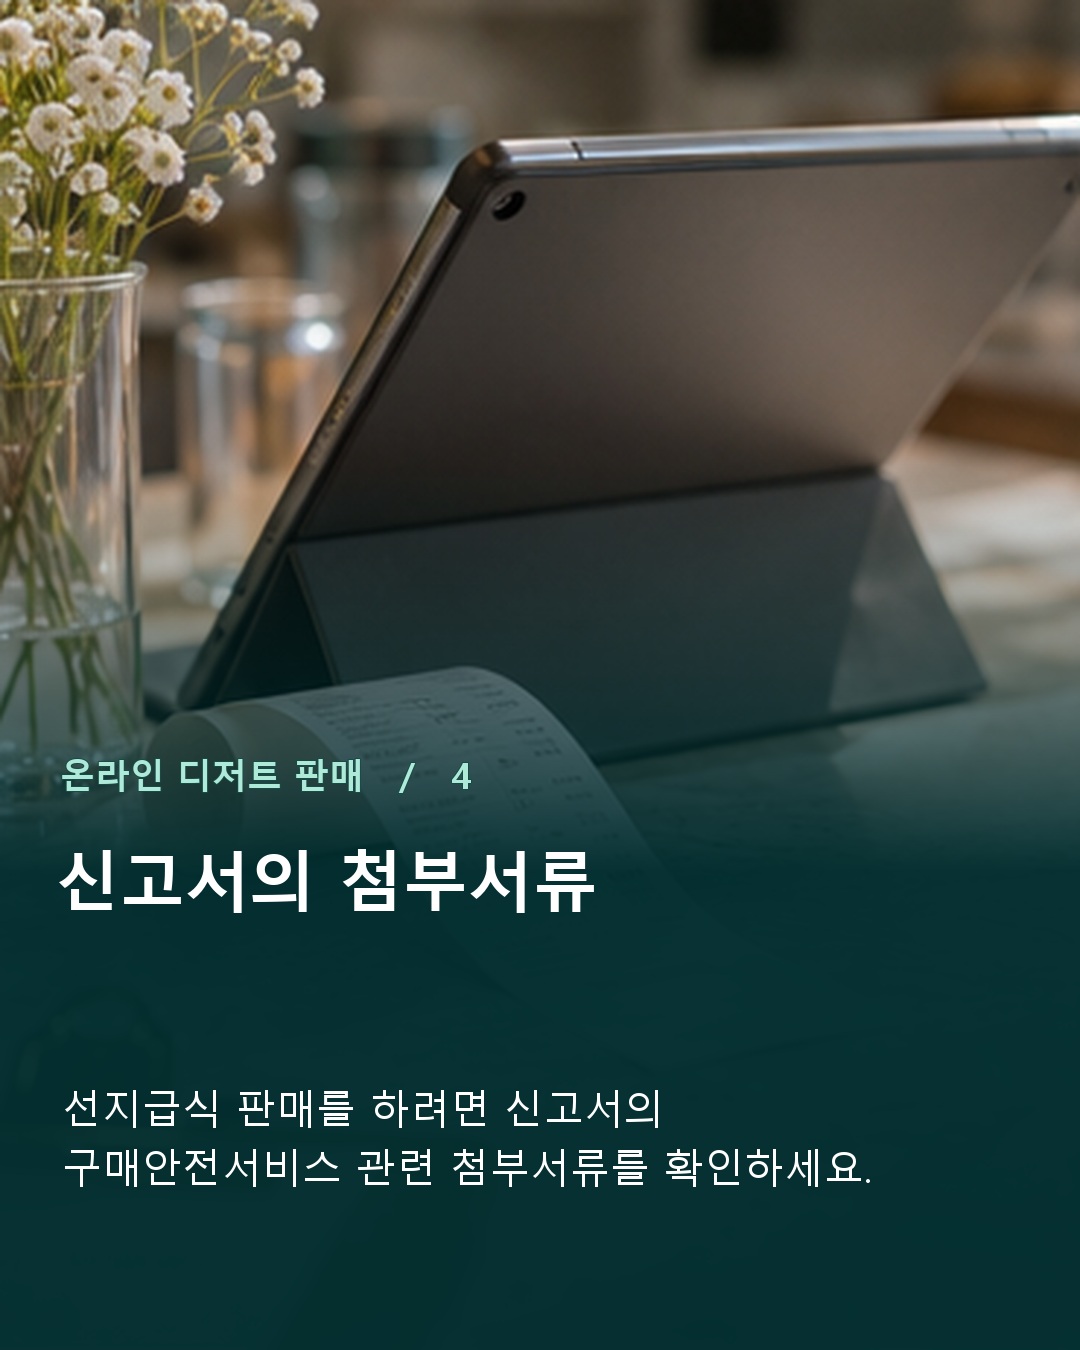 온라인 디저트 판매 / 4
신고서의 첨부서류
선지급식 판매를 하려면 신고서의
구매안전서비스 관련 첨부서류를 확인하세요.